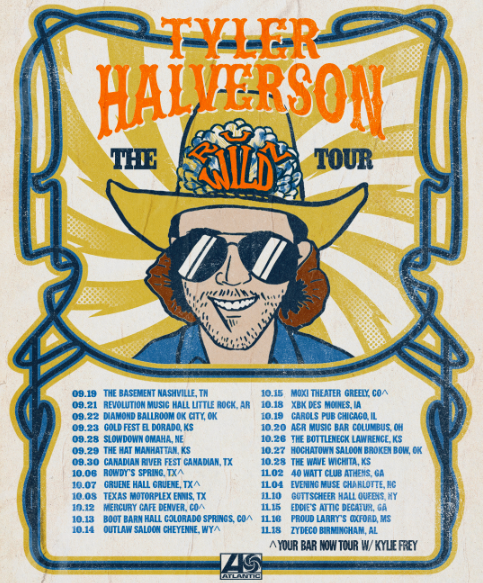 TYLER
HALVERSON
THE RUN WILD TOUR
09.19 THE BASEMENT NASHVILLE, TN
09.21 REVOLUTION MUSIC HALL LITTLE ROCK, AR
09.22 DIAMOND BALLROOM OK CITY, OK
09.23 GOLD FEST EL DORADO, KS
09.28 SLOWDOWN OMAHA, NE
09.29 THE HAT MANHATTAN, KS
09.30 CANADIAN RIVER FEST CANADIAN, TX
10.06 ROWDY'S SPRING, TX^
10.07 GRUENE HALL GRUENE, TX^
10.08 TEXAS MOTORPLEX ENNIS, TX
10.12 MERCURY CAFE DENVER, CO^
10.13 BOOT BARN HALL COLORADO SPRINGS, CO^
10.14 OUTLAW SALOON CHEYENNE, WY^
10.15 MOXI THEATER GREELY, CO^
10.18 XBK DES MOINES, IA
10.19 CAROLS PUB CHICAGO, IL
10.20 A&R MUSIC BAR COLUMBUS, OH
10.26 THE BOTTLENECK LAWRENCE, KS
10.27 HOCHATOWN SALOON BROKEN BOW, OK
10.28 THE WAVE WICHITA, KS
11.02 40 WATT CLUB ATHENS, GA
11.04 EVENING MUSE CHARLOTTE, NC
11.10 GOTTSCHEER HALL QUEENS, NY
11.15 EDDIE'S ATTIC DECATUR, GA
11.16 PROUD LARRY'S OXFORD, MS
11.18 ZYDECO BIRMINGHAM, AL
^YOUR BAR NOW TOUR W/ KYLIE FREY
ATLANTIC